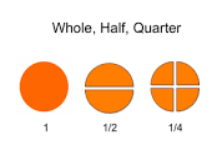 Whole, Half, Quarter
1 1/2 1/4